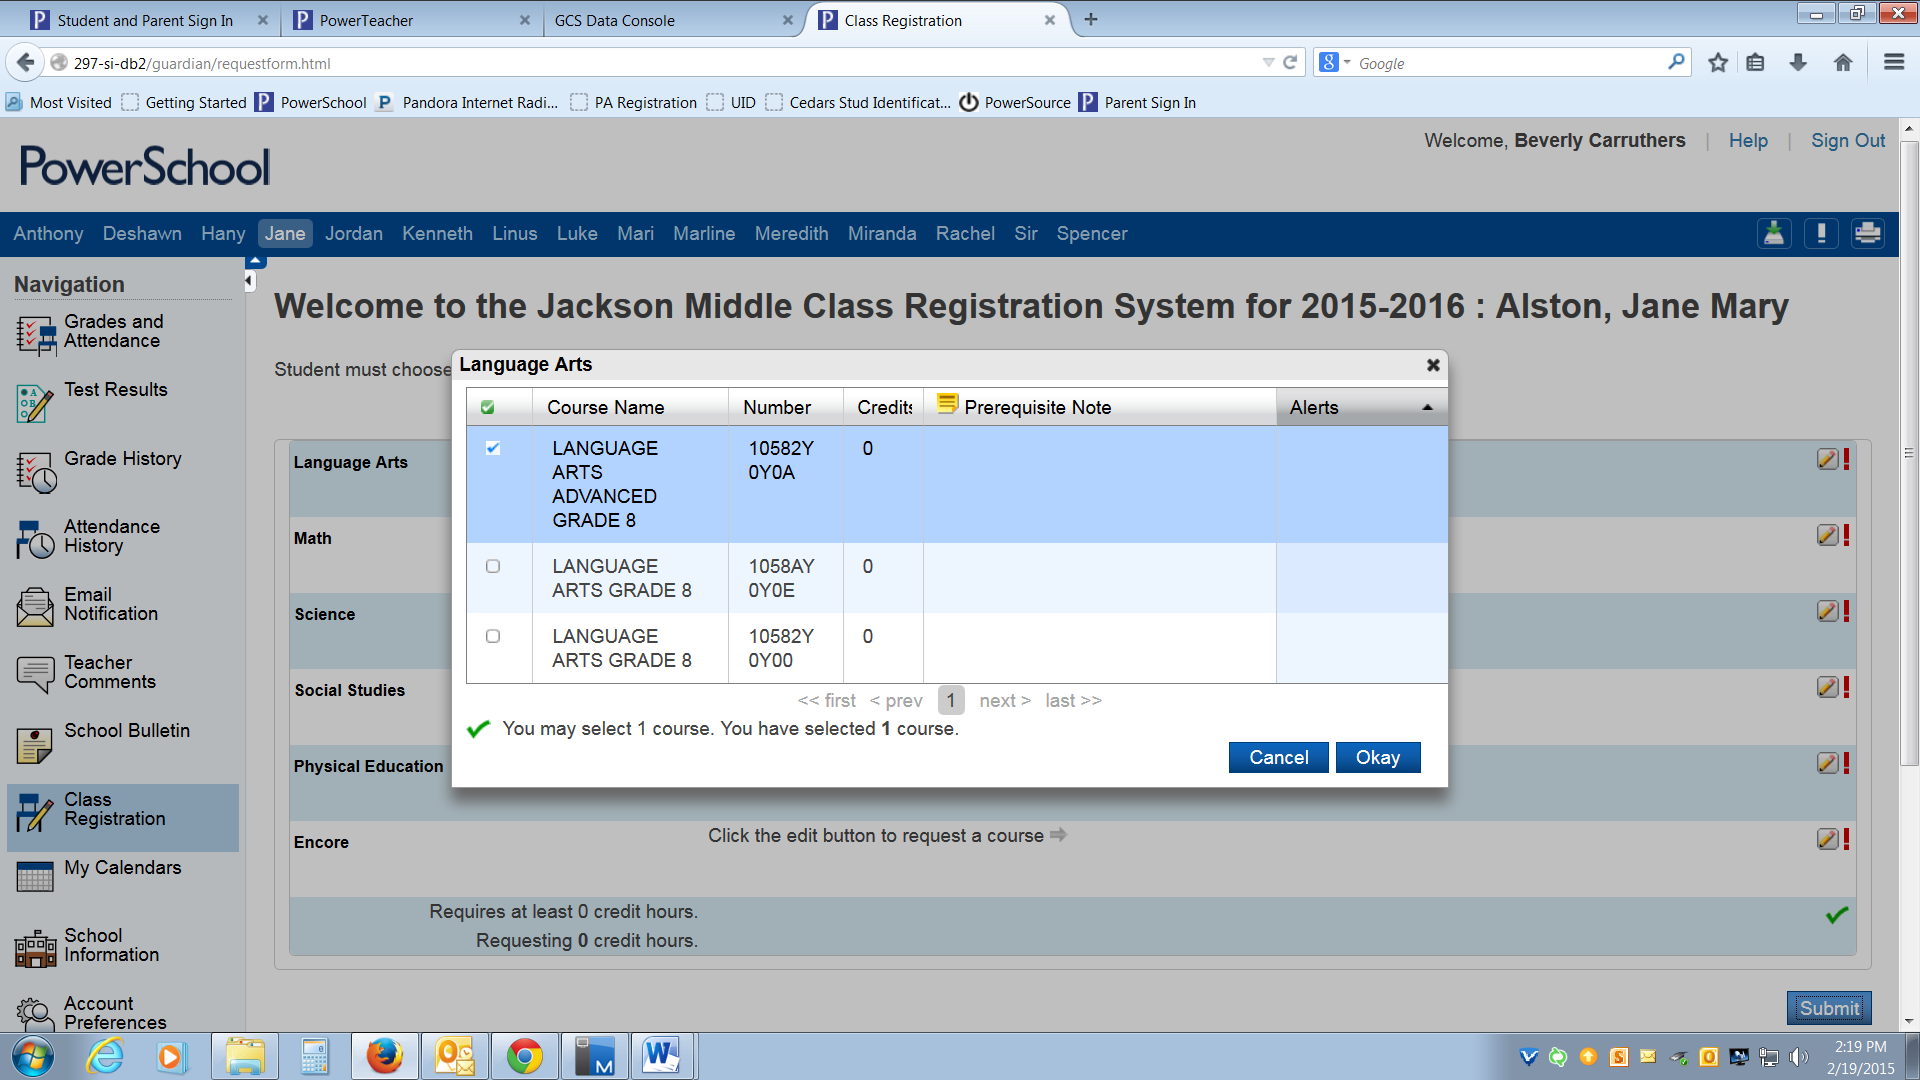 Student and Parent Sign In
PowerTeacher
GCS Data Console
Class Registration
297-si-db2/guardian/requestform.html
Google
Most Visited
Getting Started
PowerSchool
Pandora Internet Radi...
PA Registration
UID
Cedars Stud Identificat...
PowerSource
Parent Sign In
PowerSchool
Welcome, Beverly Carruthers
Help
Sign Out
Anthony Deshawn Hany Jane Jordan Kenneth Linus Luke Mari Marline Meredith Miranda Rachel Sir Spencer
Navigation
Grades and
Attendance
Test Results
Grade History
Attendance
History
Email
Notification
Teacher
Comments
School Bulletin
Class
Registration
My Calendars
School
Information
Account
Preferences
Welcome to the Jackson Middle Class Registration System for 2015-2016 : Alston, Jane Mary
Student must choose
Language Arts
Course Name Number Credits Prerequisite Note Alerts
LANGUAGE
ARTS
ADVANCED
GRADE 8
10582Y
0Y0A
0
LANGUAGE
ARTS GRADE 8
1058AY
0Y0E
0
LANGUAGE
ARTS GRADE 8
10582Y
0Y00
0
<< first < prev 1 next > last >>
You may select 1 course. You have selected 1 course.
Cancel
Okay
Language Arts
Math
Science
Social Studies
Physical Education
Encore
Click the edit button to request a course
Requires at least 0 credit hours.
Requesting 0 credit hours.
Submit
2:19 PM
2/19/2015